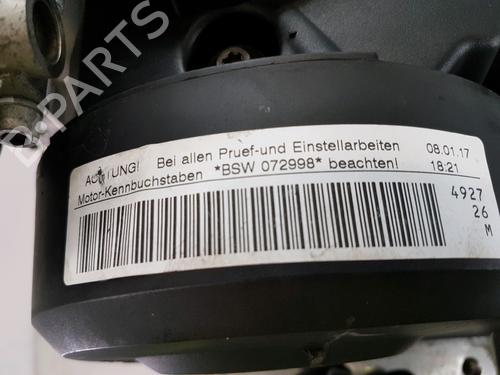 B-PARTS
ACHTUNG! Bei allen Pruef-und Einstellarbeiten 08.01.17
Motor-Kennbuchstaben *BSW 072998* beachten! 18:21
4927
26
M